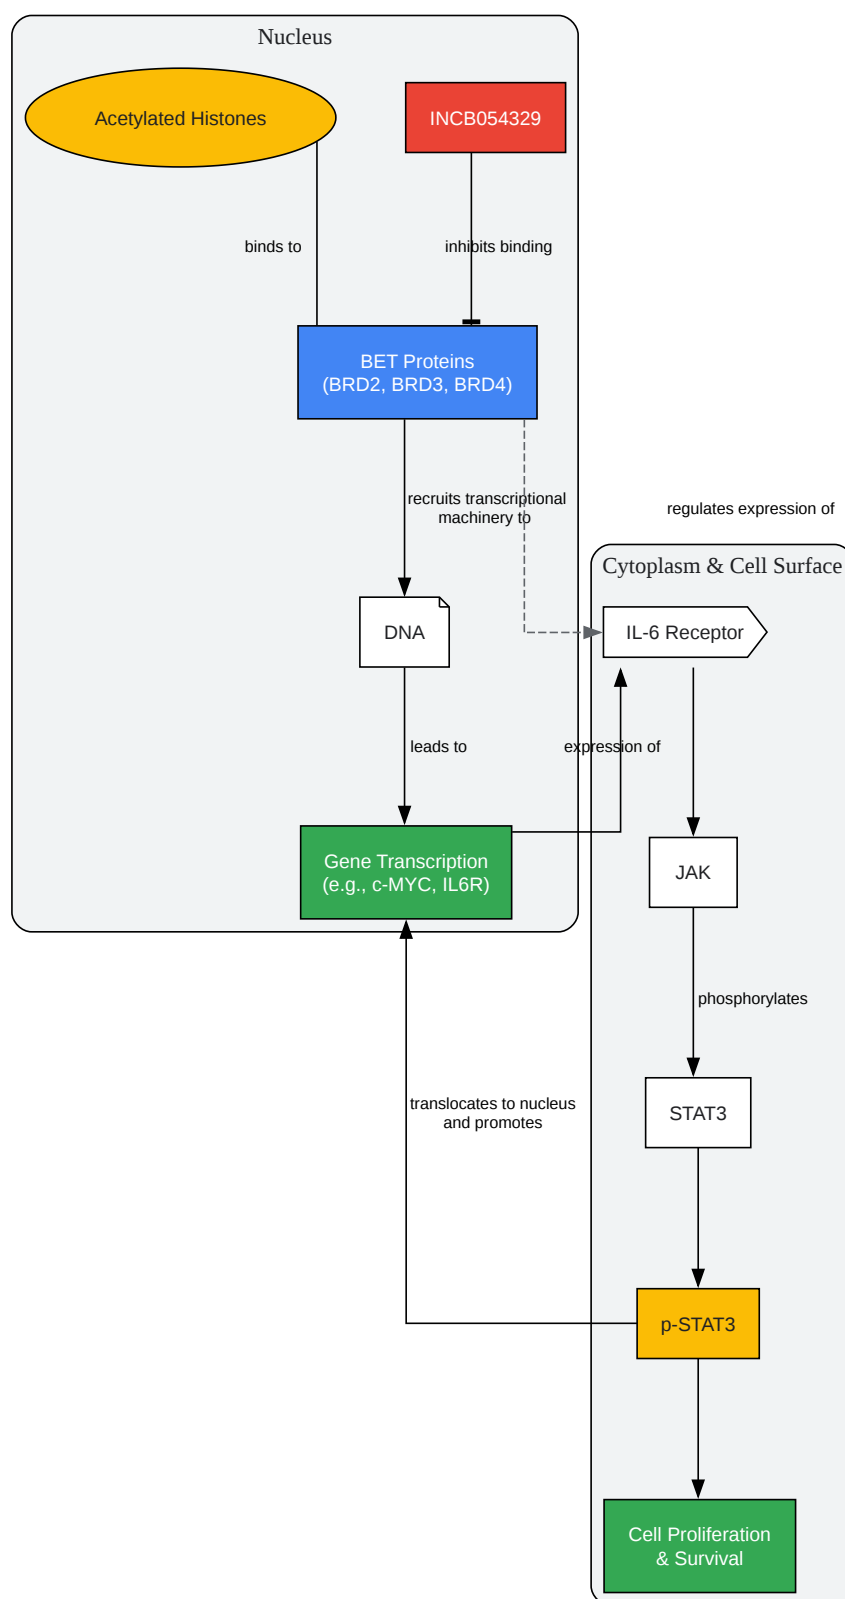 Nucleus
Acetylated Histones
INCB054329
binds to
inhibits binding
BET Proteins
(BRD2, BRD3, BRD4)
recruits transcriptional
machinery to
regulates expression of
Cytoplasm & Cell Surface
DNA
IL-6 Receptor
leads to
expression of
Gene Transcription
(e.g., c-MYC, IL6R)
JAK
phosphorylates
translocates to nucleus
and promotes
STAT3
p-STAT3
Cell Proliferation
& Survival